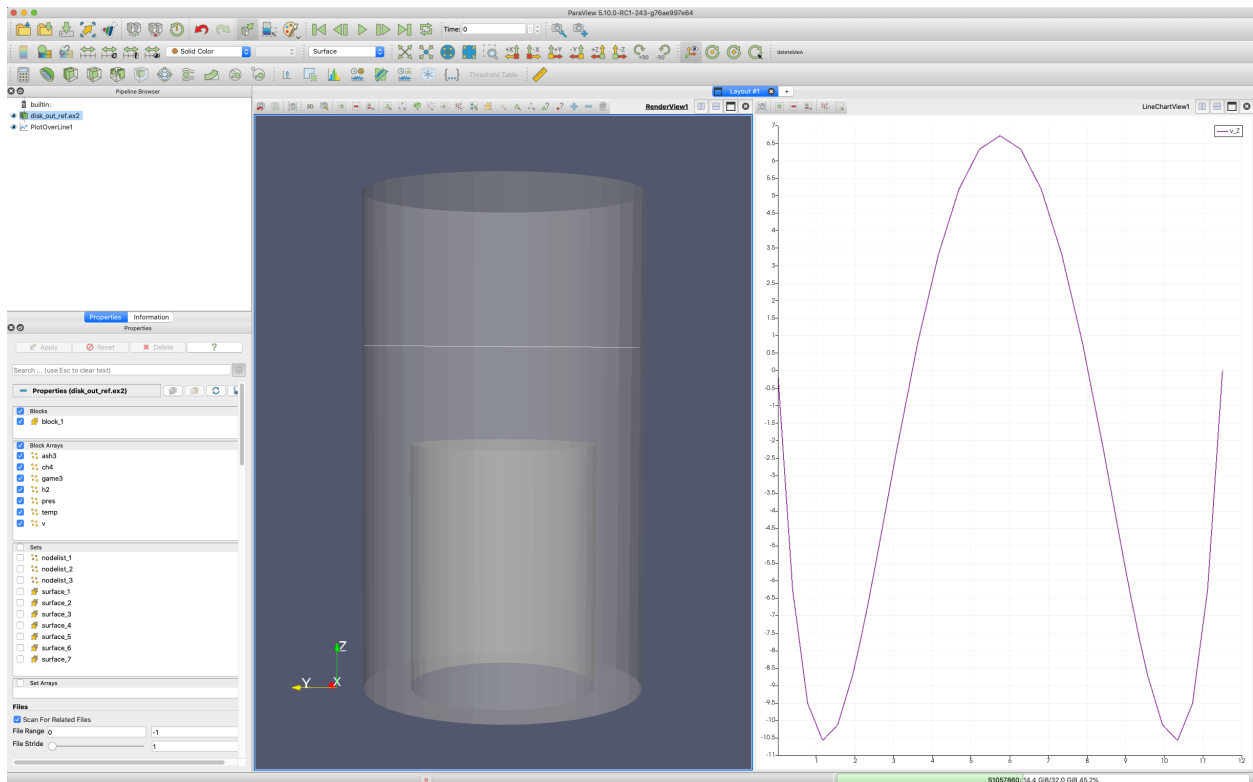 ParaView 5.10.0-RC1-243-g76ae997e64
Time: 0
Solid Color
Surface
+X -X +Y -Y +Z -Z +90 -90
deleteMeA
Threshold Table
Pipeline Browser
builtin:
disk_out_ref.ex2
PlotOverLine1
Properties Information
Properties
Apply Reset Delete ?
Search ... (use Esc to clear text)
Properties (disk_out_ref.ex2)
Blocks
block_1
Block Arrays
ash3
ch4
game3
h2
pres
temp
v
Sets
nodelist_1
nodelist_2
nodelist_3
surface_1
surface_2
surface_3
surface_4
surface_5
surface_6
surface_7
Set Arrays
Files
Scan For Related Files
File Range 0 -1
File Stride 1
Layout #1 +
3D
RenderView1
Z
Y
X
LineChartView1
v_Z
7
6.5
6
5.5
5
4.5
4
3.5
3
2.5
2
1.5
1
0.5
0
-0.5
-1
-1.5
-2
-2.5
-3
-3.5
-4
-4.5
-5
-5.5
-6
-6.5
-7
-7.5
-8
-8.5
-9
-9.5
-10
-10.5
-11
1 2 3 4 5 6 7 8 9 10 11 12
S1057860: 14.4 GiB/32.0 GiB 45.2%